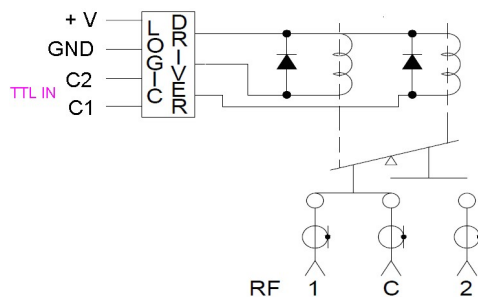 + V
GND
C2
TTL IN
C1
LOGIC
DRIVER
RF 1 C 2